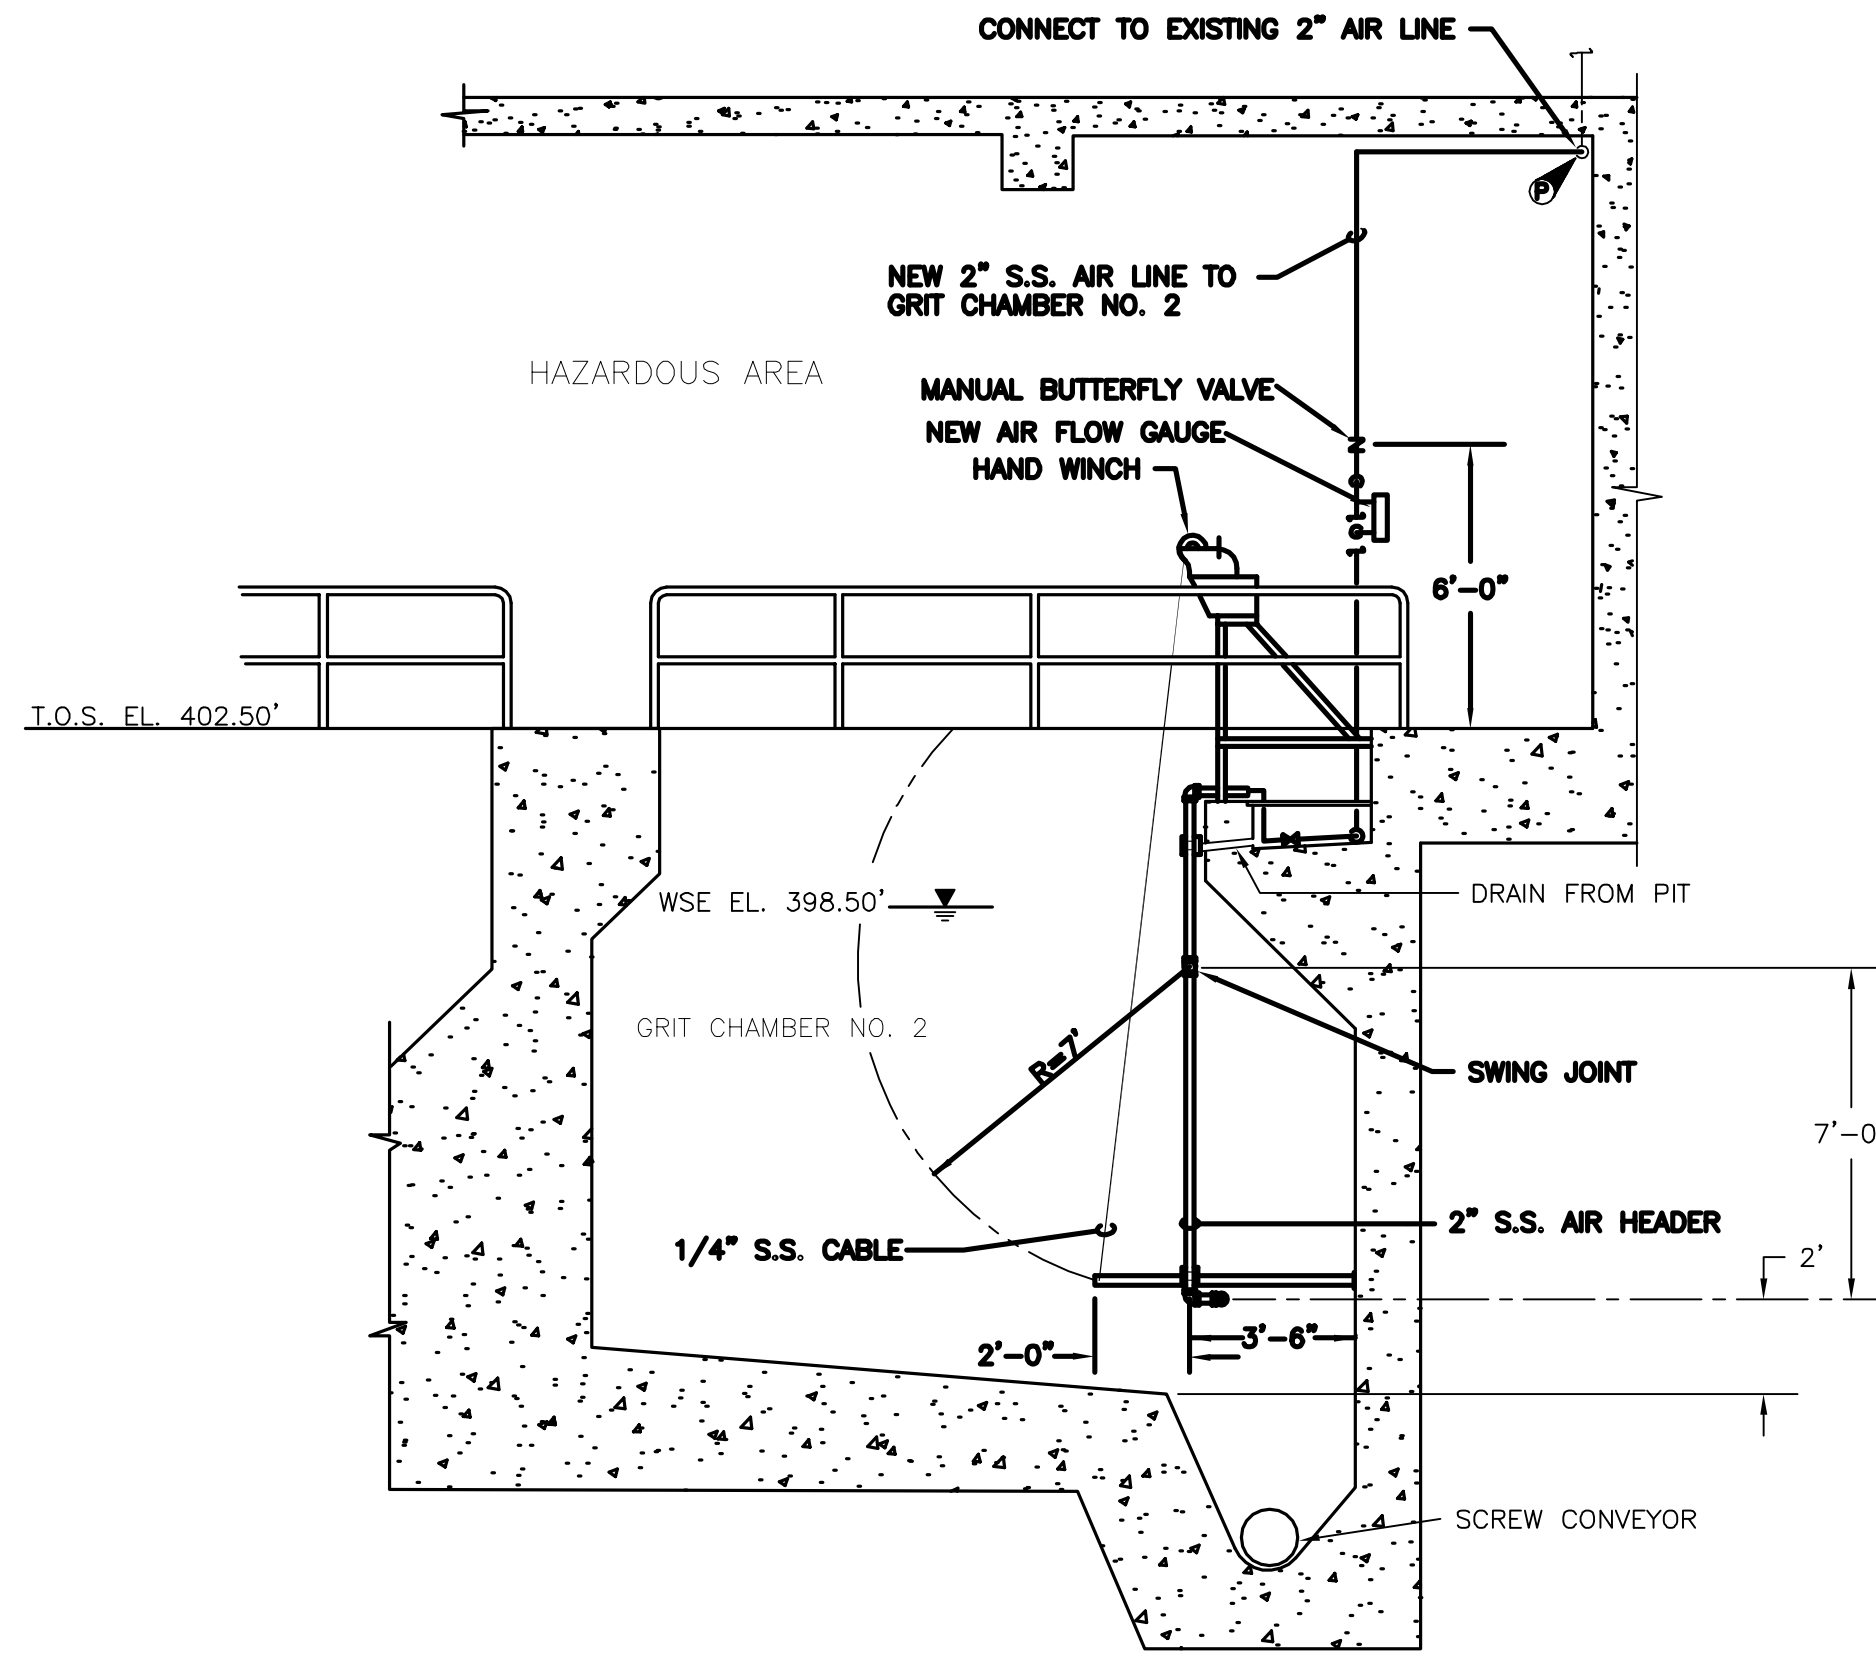 CONNECT TO EXISTING 2" AIR LINE
P
NEW 2" S.S. AIR LINE TO
GRIT CHAMBER NO. 2
HAZARDOUS AREA
MANUAL BUTTERFLY VALVE
NEW AIR FLOW GAUGE
HAND WINCH
6'-0"
T.O.S. EL. 402.50'
WSE EL. 398.50'
DRAIN FROM PIT
GRIT CHAMBER NO. 2
R=7'
SWING JOINT
7'-0
2" S.S. AIR HEADER
1/4" S.S. CABLE
2'
3'-6"
2'-0"
SCREW CONVEYOR